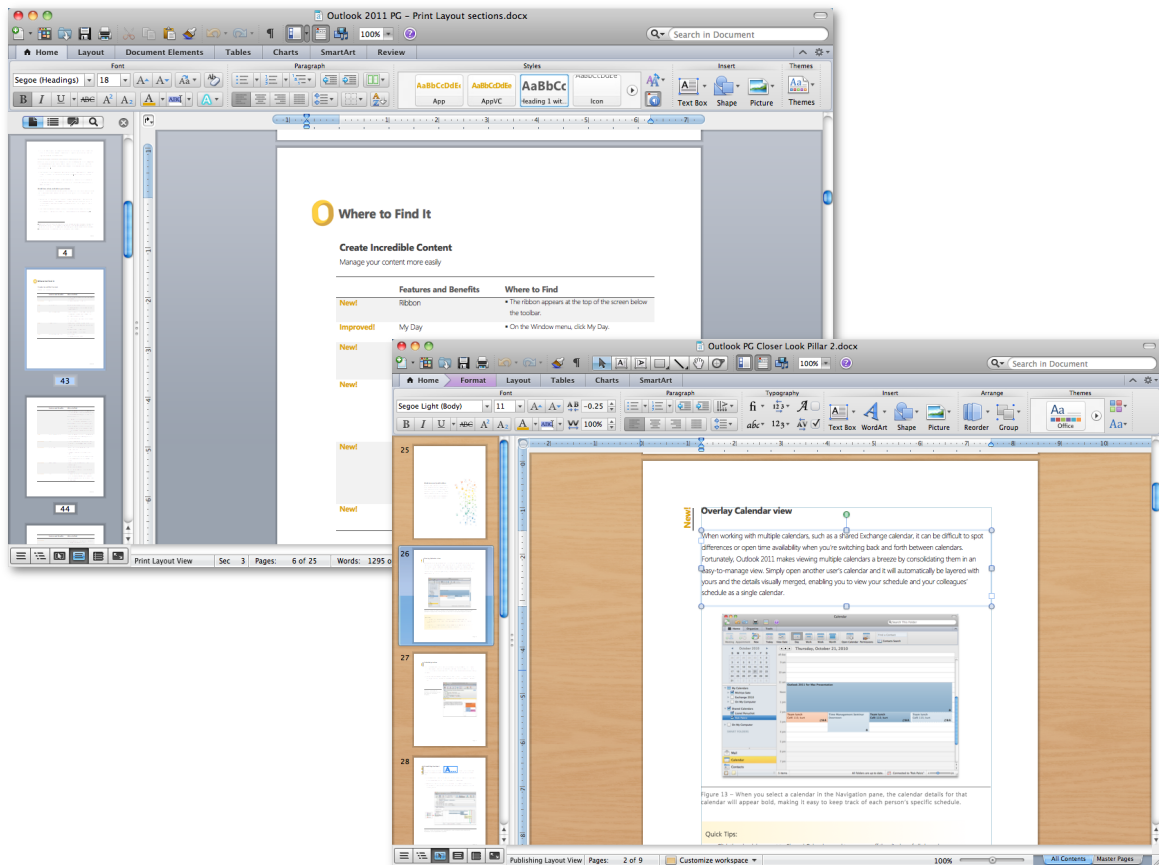 Outlook 2011 PG – Print Layout sections.docx
100%
Search in Document
Home Layout Document Elements Tables Charts SmartArt Review
Font Paragraph Styles Insert Themes
Segoe (Headings) 18
AaBbCcDdEe AaBbCcDdEe AaBbCc
App AppVC Heading 1 wit... Icon
Text Box Shape Picture Themes
4
43
44
Where to Find It
Create Incredible Content
Manage your content more easily
Features and Benefits Where to Find
New! Ribbon • The ribbon appears at the top of the screen below
the toolbar.
Improved! My Day • On the Window menu, click My Day.
New!
New!
New!
New!
Print Layout View Sec 3 Pages: 6 of 25 Words: 1295 o
Outlook PG Closer Look Pillar 2.docx
100%
Search in Document
Home Format Layout Tables Charts SmartArt
Font Paragraph Typography Insert Arrange Themes
Segoe Light (Body) 11 -0.25
100%
Text Box WordArt Shape Picture Reorder Group Office
25
26
27
28
New!
Overlay Calendar view
When working with multiple calendars, such as a shared Exchange calendar, it can be difficult to spot
differences or open time availability when you're switching back and forth between calendars.
Fortunately, Outlook 2011 makes viewing multiple calendars a breeze by consolidating them in an
easy-to-manage view. Simply open another user's calendar and it will automatically be layered with
yours and the details visually merged, enabling you to view your schedule and your colleagues'
schedule as a single calendar.
Calendar
October 2010 Thursday, October 21, 2010
Mail
Calendar
Contacts
Figure 13 – When you select a calendar in the Navigation pane, the calendar details for that
calendar will appear bold, making it easy to keep track of each person's specific schedule.
Quick Tips:
Publishing Layout View Pages: 2 of 9 Customize workspace 100% All Contents Master Pages